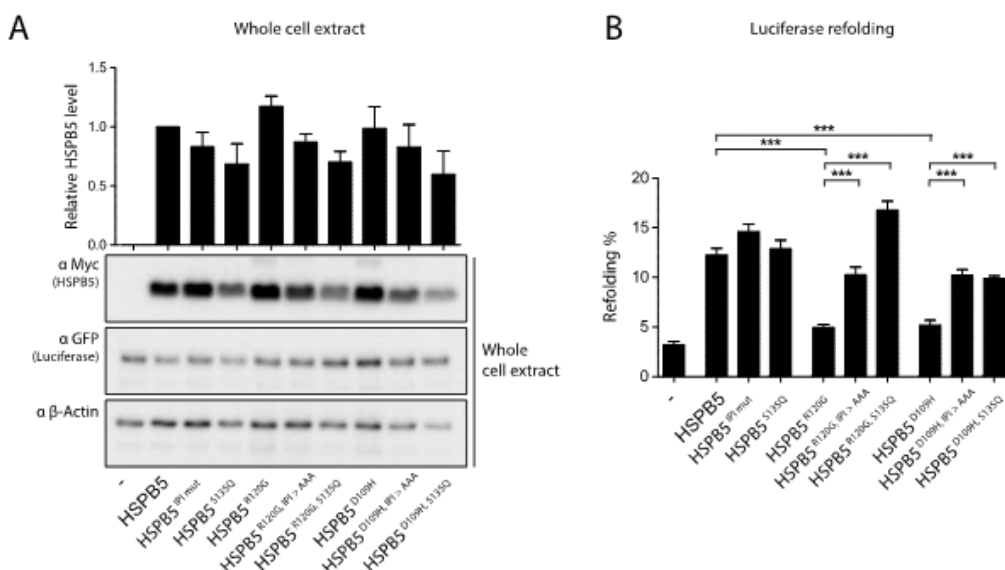 A
Whole cell extract
Relative HSPB5 level
1.5
1.0
0.5
0.0
α Myc
(HSPB5)
α GFP
(Luciferase)
α β-Actin
Whole
cell extract
-
HSPB5
HSPB5 IPI mut
HSPB5 S135Q
HSPB5 R120G
HSPB5 R120G, IPI > AAA
HSPB5 R120G, S135Q
HSPB5 D109H
HSPB5 D109H, IPI > AAA
HSPB5 D109H, S135Q
B
Luciferase refolding
***
*** ***
*** ***
***
Refolding %
20
15
10
5
0
-
HSPB5
HSPB5 IPI mut
HSPB5 S135Q
HSPB5 R120G
HSPB5 R120G, IPI > AAA
HSPB5 R120G, S135Q
HSPB5 D109H
HSPB5 D109H, IPI > AAA
HSPB5 D109H, S135Q